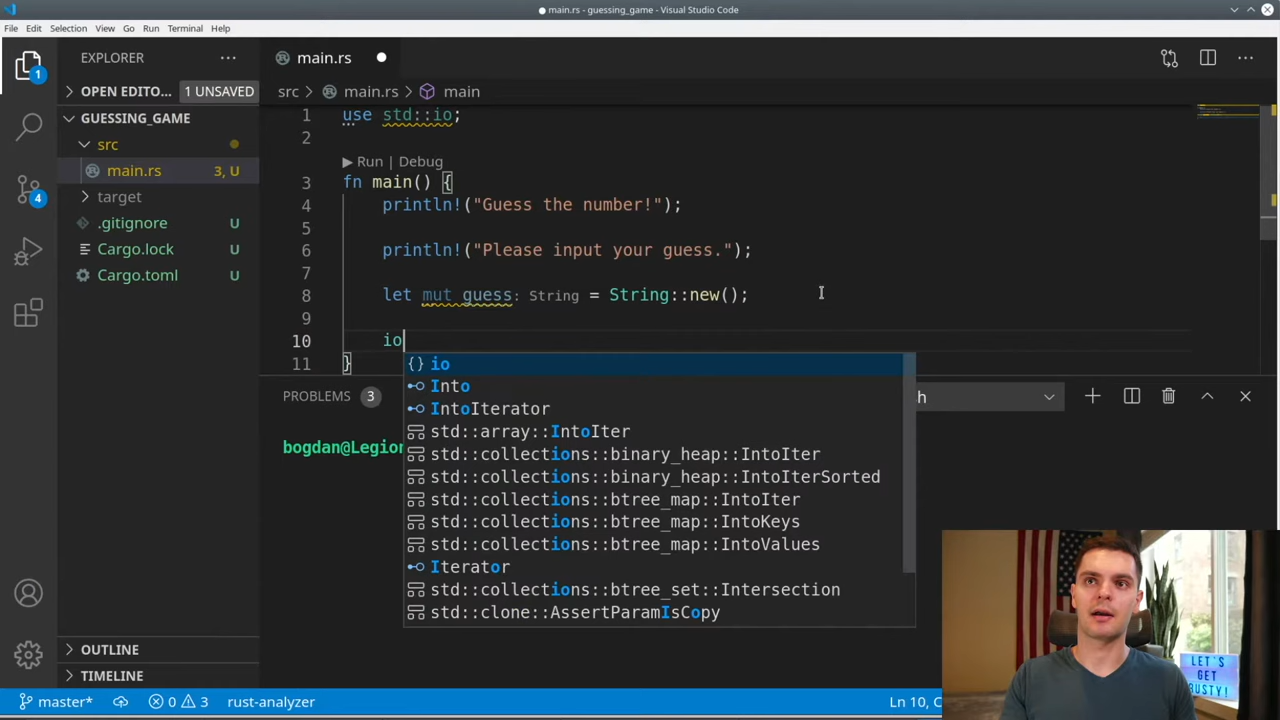 main.rs - guessing_game - Visual Studio Code
File Edit Selection View Go Run Terminal Help
EXPLORER
main.rs
OPEN EDITO... 1 UNSAVED
src main.rs main
GUESSING_GAME
src
main.rs 3, U
target
.gitignore U
Cargo.lock U
Cargo.toml U
1 use std::io;
2
Run | Debug
3 fn main() {
4 println!("Guess the number!");
5
6 println!("Please input your guess.");
7
8 let mut guess: String = String::new();
9
10 io
11 }
io
Into
IntoIterator
std::array::IntoIter
std::collections::binary_heap::IntoIter
std::collections::binary_heap::IntoIterSorted
std::collections::btree_map::IntoIter
std::collections::btree_map::IntoKeys
std::collections::btree_map::IntoValues
Iterator
std::collections::btree_set::Intersection
std::clone::AssertParamIsCopy
PROBLEMS 3
h
bogdan@Legion
1
4
OUTLINE
TIMELINE
LET'S
GET
RUSTY!
master* 0 3 rust-analyzer Ln 10, C